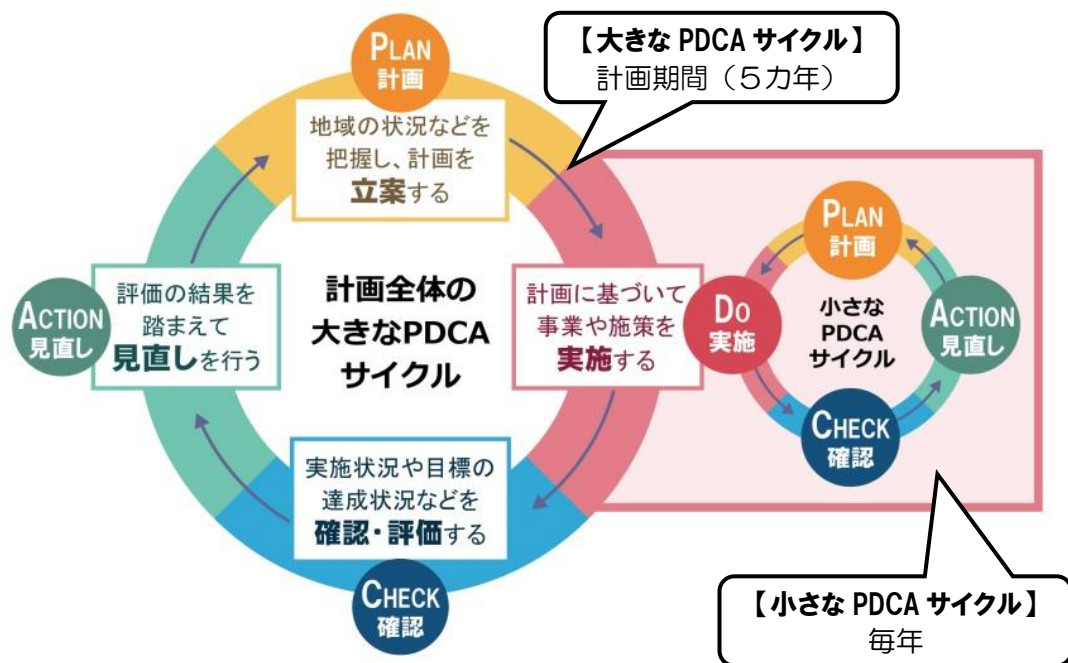 【大きな PDCA サイクル】
計画期間（５カ年）
PLAN
計画
地域の状況などを
把握し、計画を
立案する
計画全体の
大きなPDCA
サイクル
計画に基づいて
事業や施策を
実施する
DO
実施
実施状況や目標の
達成状況などを
確認・評価する
CHECK
確認
評価の結果を
踏まえて
見直しを行う
ACTION
見直し
PLAN
計画
小さな
PDCA
サイクル
CHECK
確認
ACTION
見直し
【小さな PDCA サイクル】
毎年